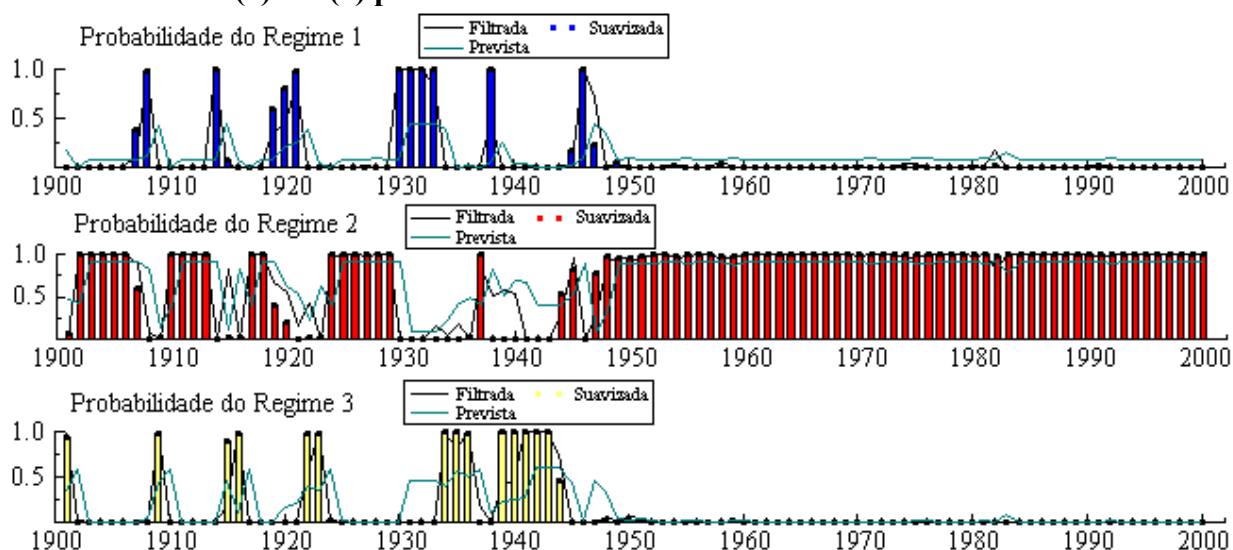 Probabilidade do Regime 1
Filtrada Suavizada
Prevista
1.0
0.5
1900 1910 1920 1930 1940 1950 1960 1970 1980 1990 2000
Probabilidade do Regime 2
Filtrada Suavizada
Prevista
1.0
0.5
1900 1910 1920 1930 1940 1950 1960 1970 1980 1990 2000
Probabilidade do Regime 3
Filtrada Suavizada
Prevista
1.0
0.5
1900 1910 1920 1930 1940 1950 1960 1970 1980 1990 2000